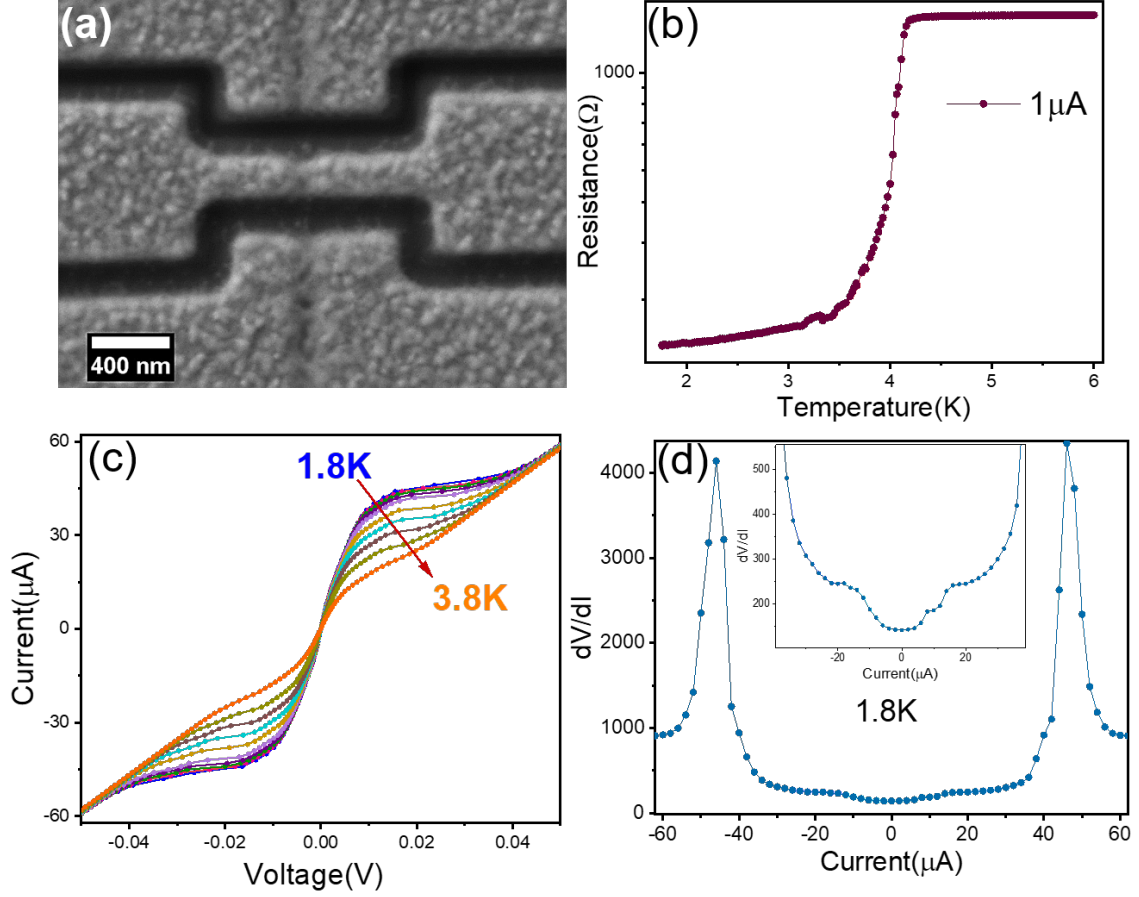 (a)
400 nm
(b)
1000
1μA
Resistance(Ω)
2 3 4 5 6
Temperature(K)
(c)
1.8K
3.8K
60
30
0
-30
-60
Current(μA)
-0.04 -0.02 0.00 0.02 0.04
Voltage(V)
(d)
4000
3000
2000
1000
0
dV/dI
500
400
300
200
dV/dI
-20 0 20
Current(μA)
1.8K
-60 -40 -20 0 20 40 60
Current(μA)